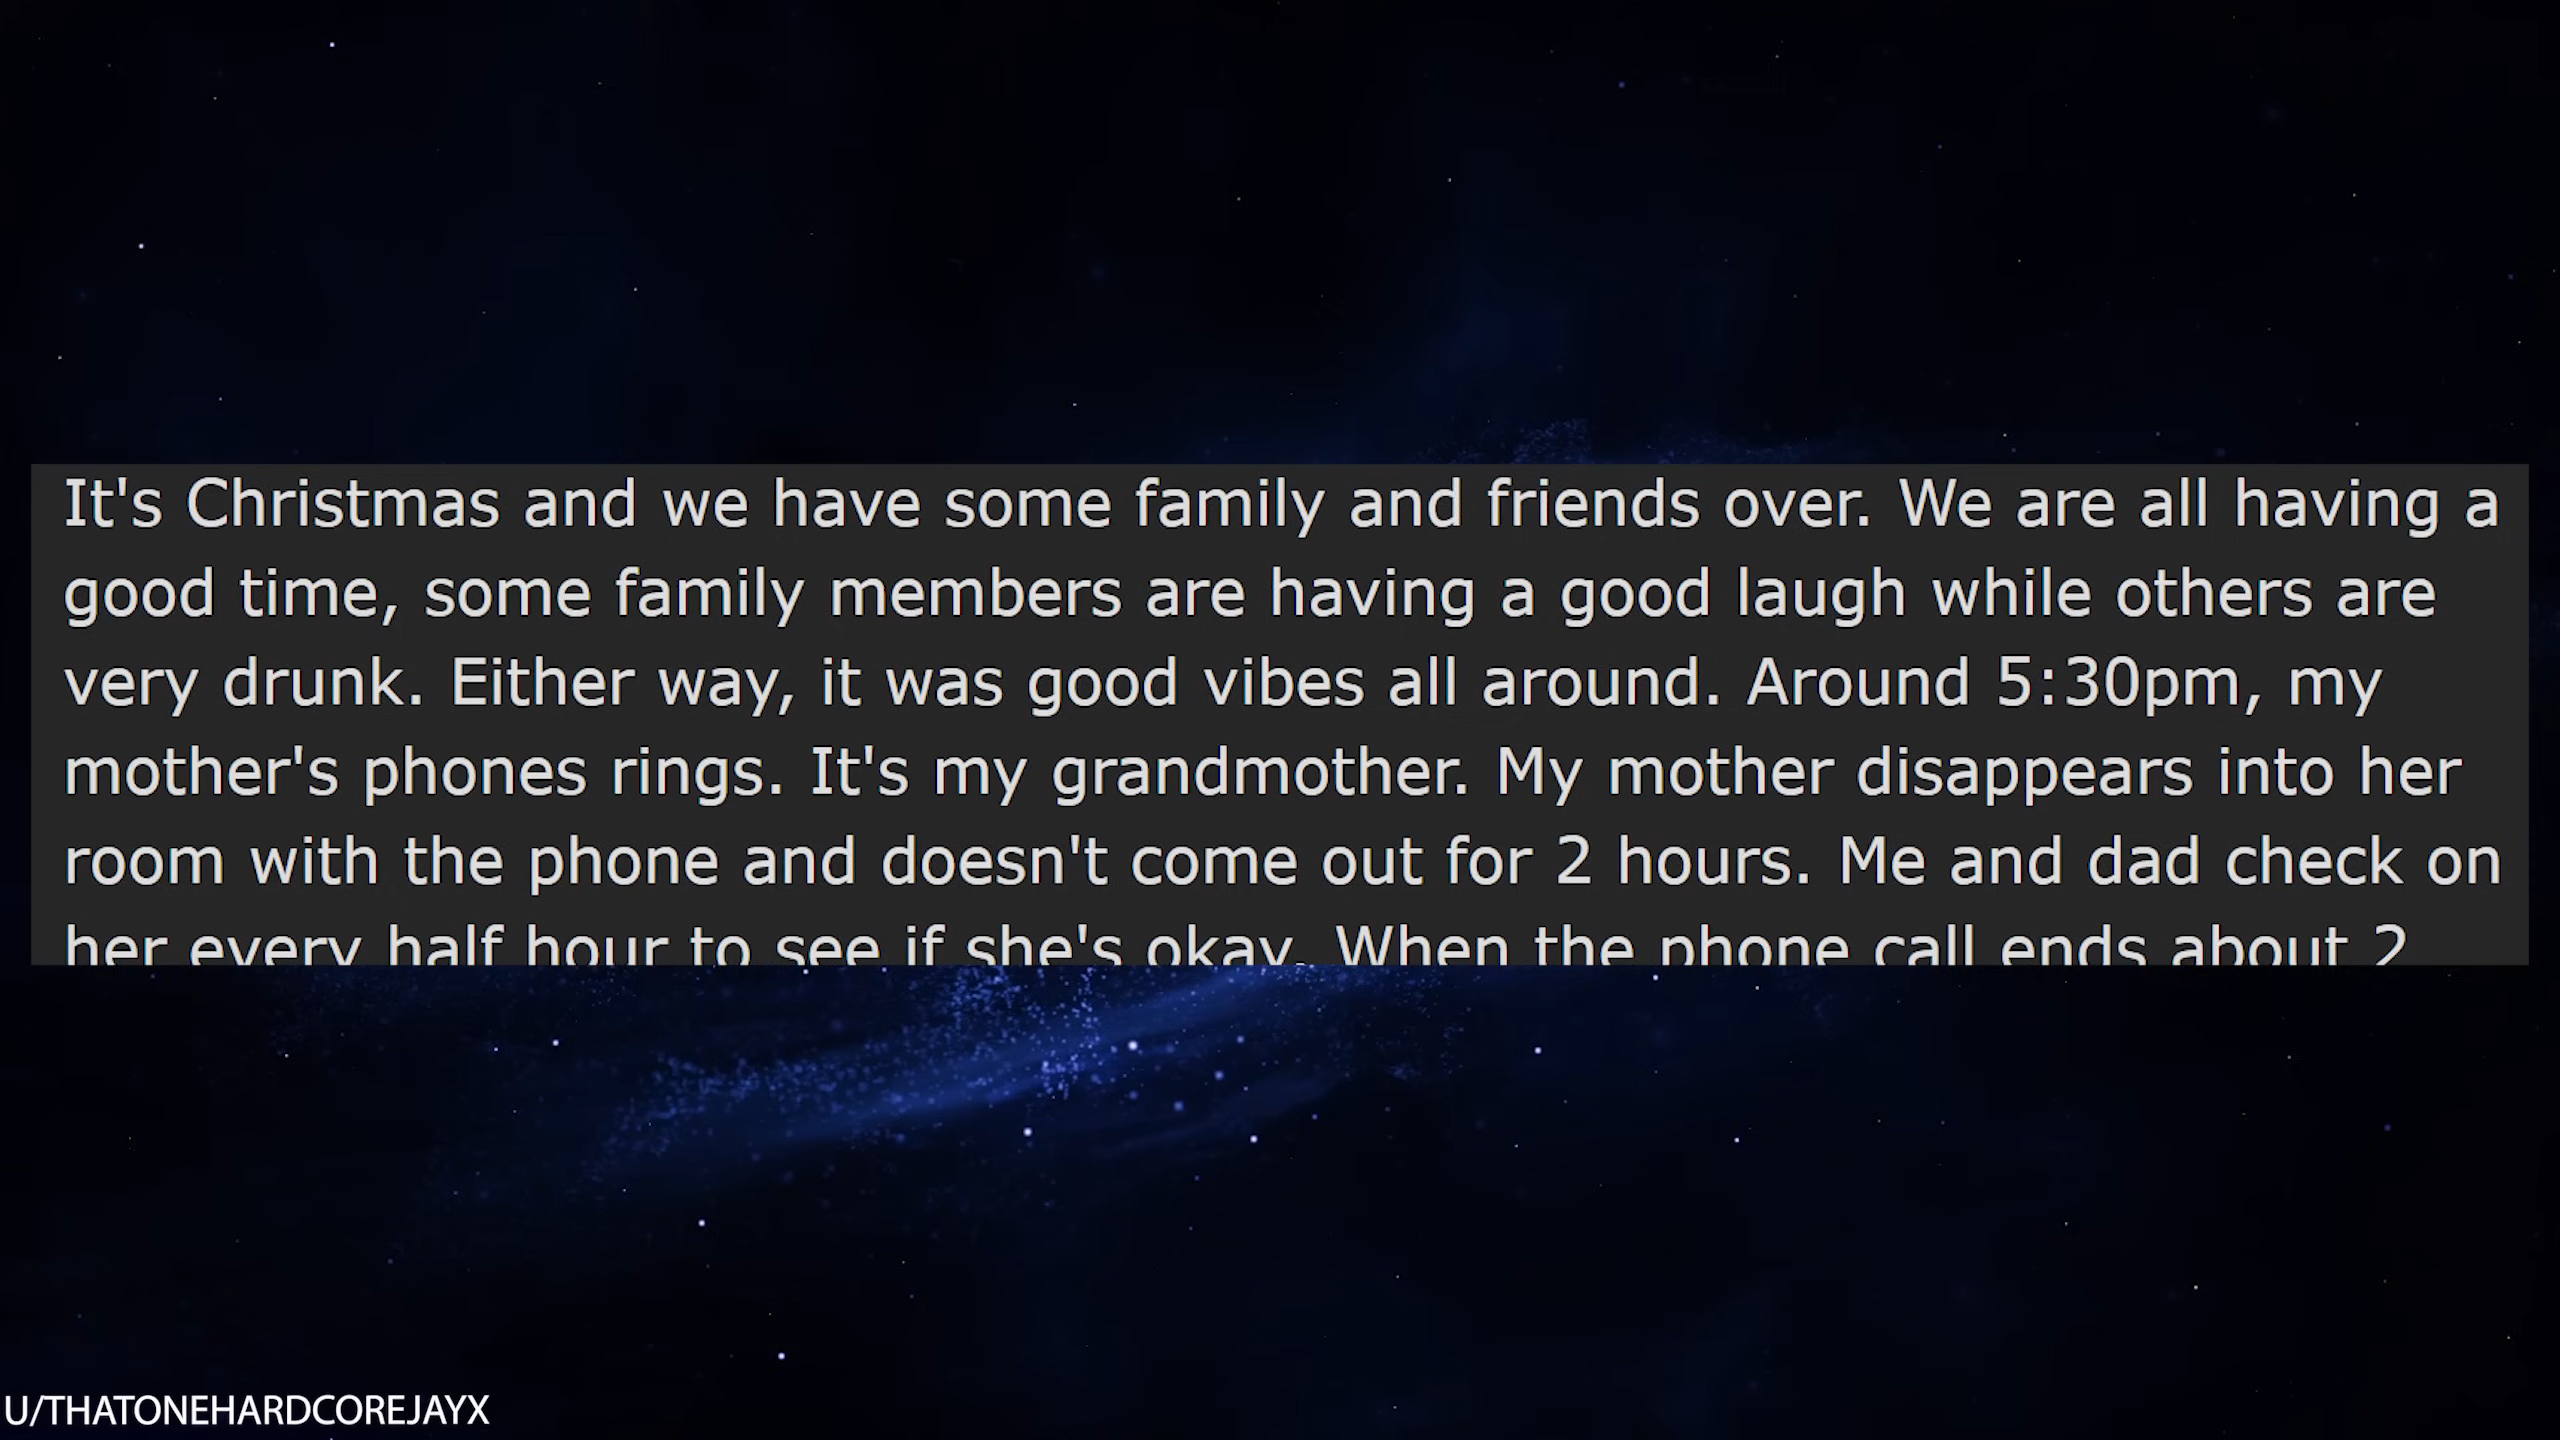 It's Christmas and we have some family and friends over. We are all having a
good time, some family members are having a good laugh while others are
very drunk. Either way, it was good vibes all around. Around 5:30pm, my
mother's phones rings. It's my grandmother. My mother disappears into her
room with the phone and doesn't come out for 2 hours. Me and dad check on
her every half hour to see if she's okay. When the phone call ends about 2
U/THATONEHARDCOREJAYX